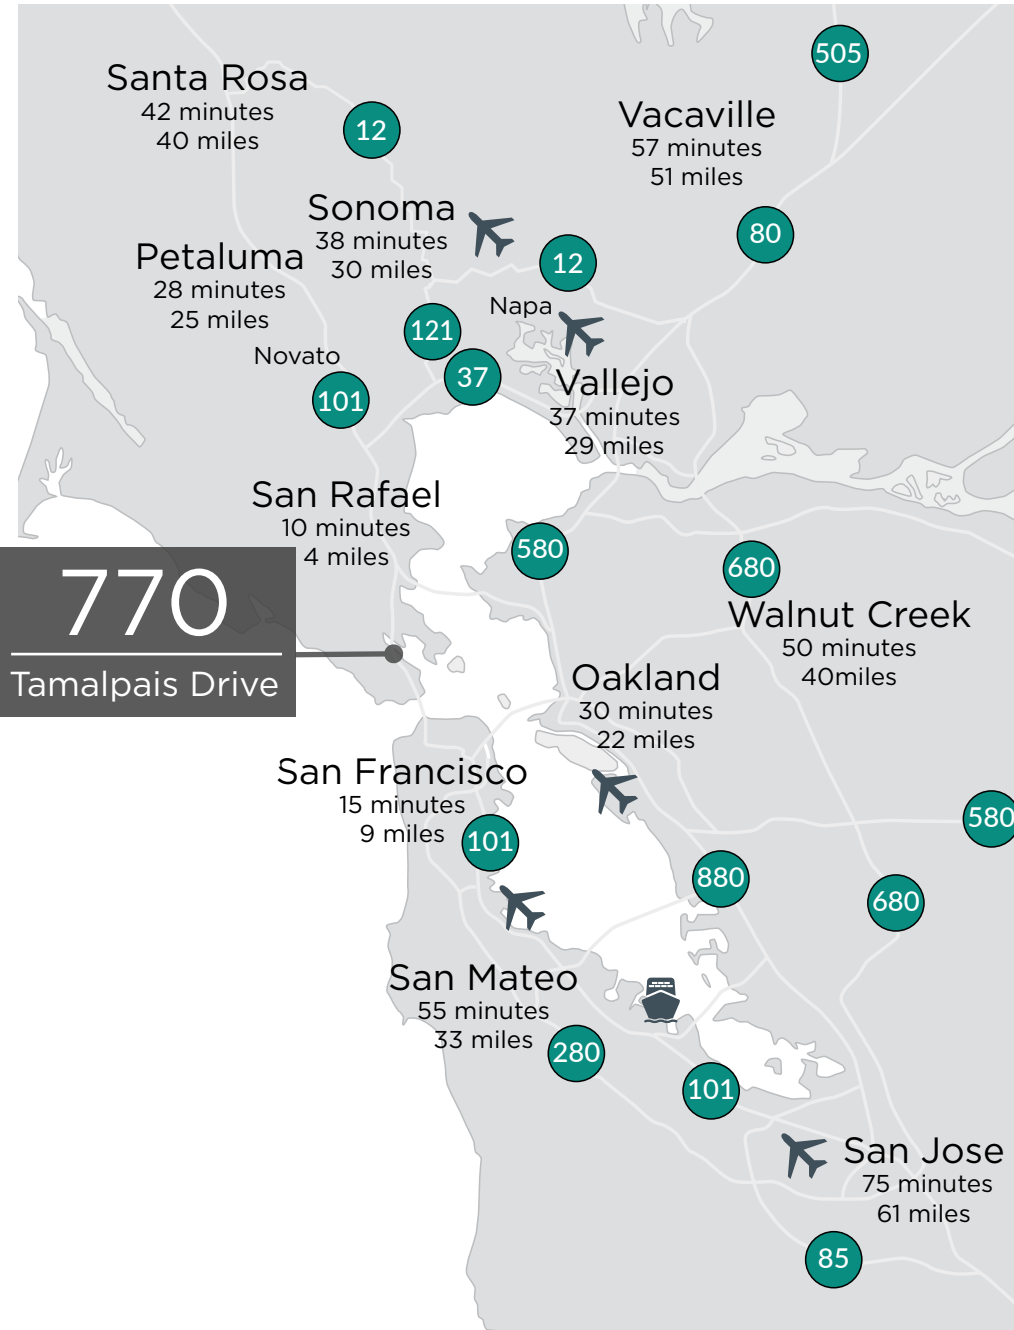 505
Santa Rosa
42 minutes
40 miles
12
Vacaville
57 minutes
51 miles
Sonoma
38 minutes
30 miles
80
Petaluma
28 minutes
25 miles
12
Napa
121
Novato
37
101
Vallejo
37 minutes
29 miles
San Rafael
10 minutes
4 miles
580
680
770
Tamalpais Drive
Walnut Creek
50 minutes
40miles
Oakland
30 minutes
22 miles
San Francisco
15 minutes
9 miles
101
580
880
680
San Mateo
55 minutes
33 miles
280
101
San Jose
75 minutes
61 miles
85